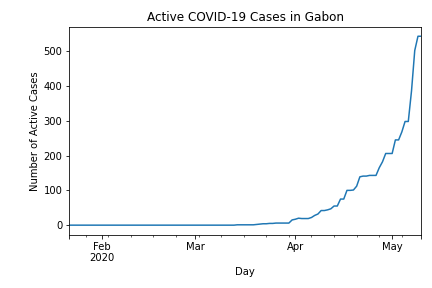 Active COVID-19 Cases in Gabon
Number of Active Cases
500
400
300
200
100
0
Feb
2020
Mar
Apr
May
Day